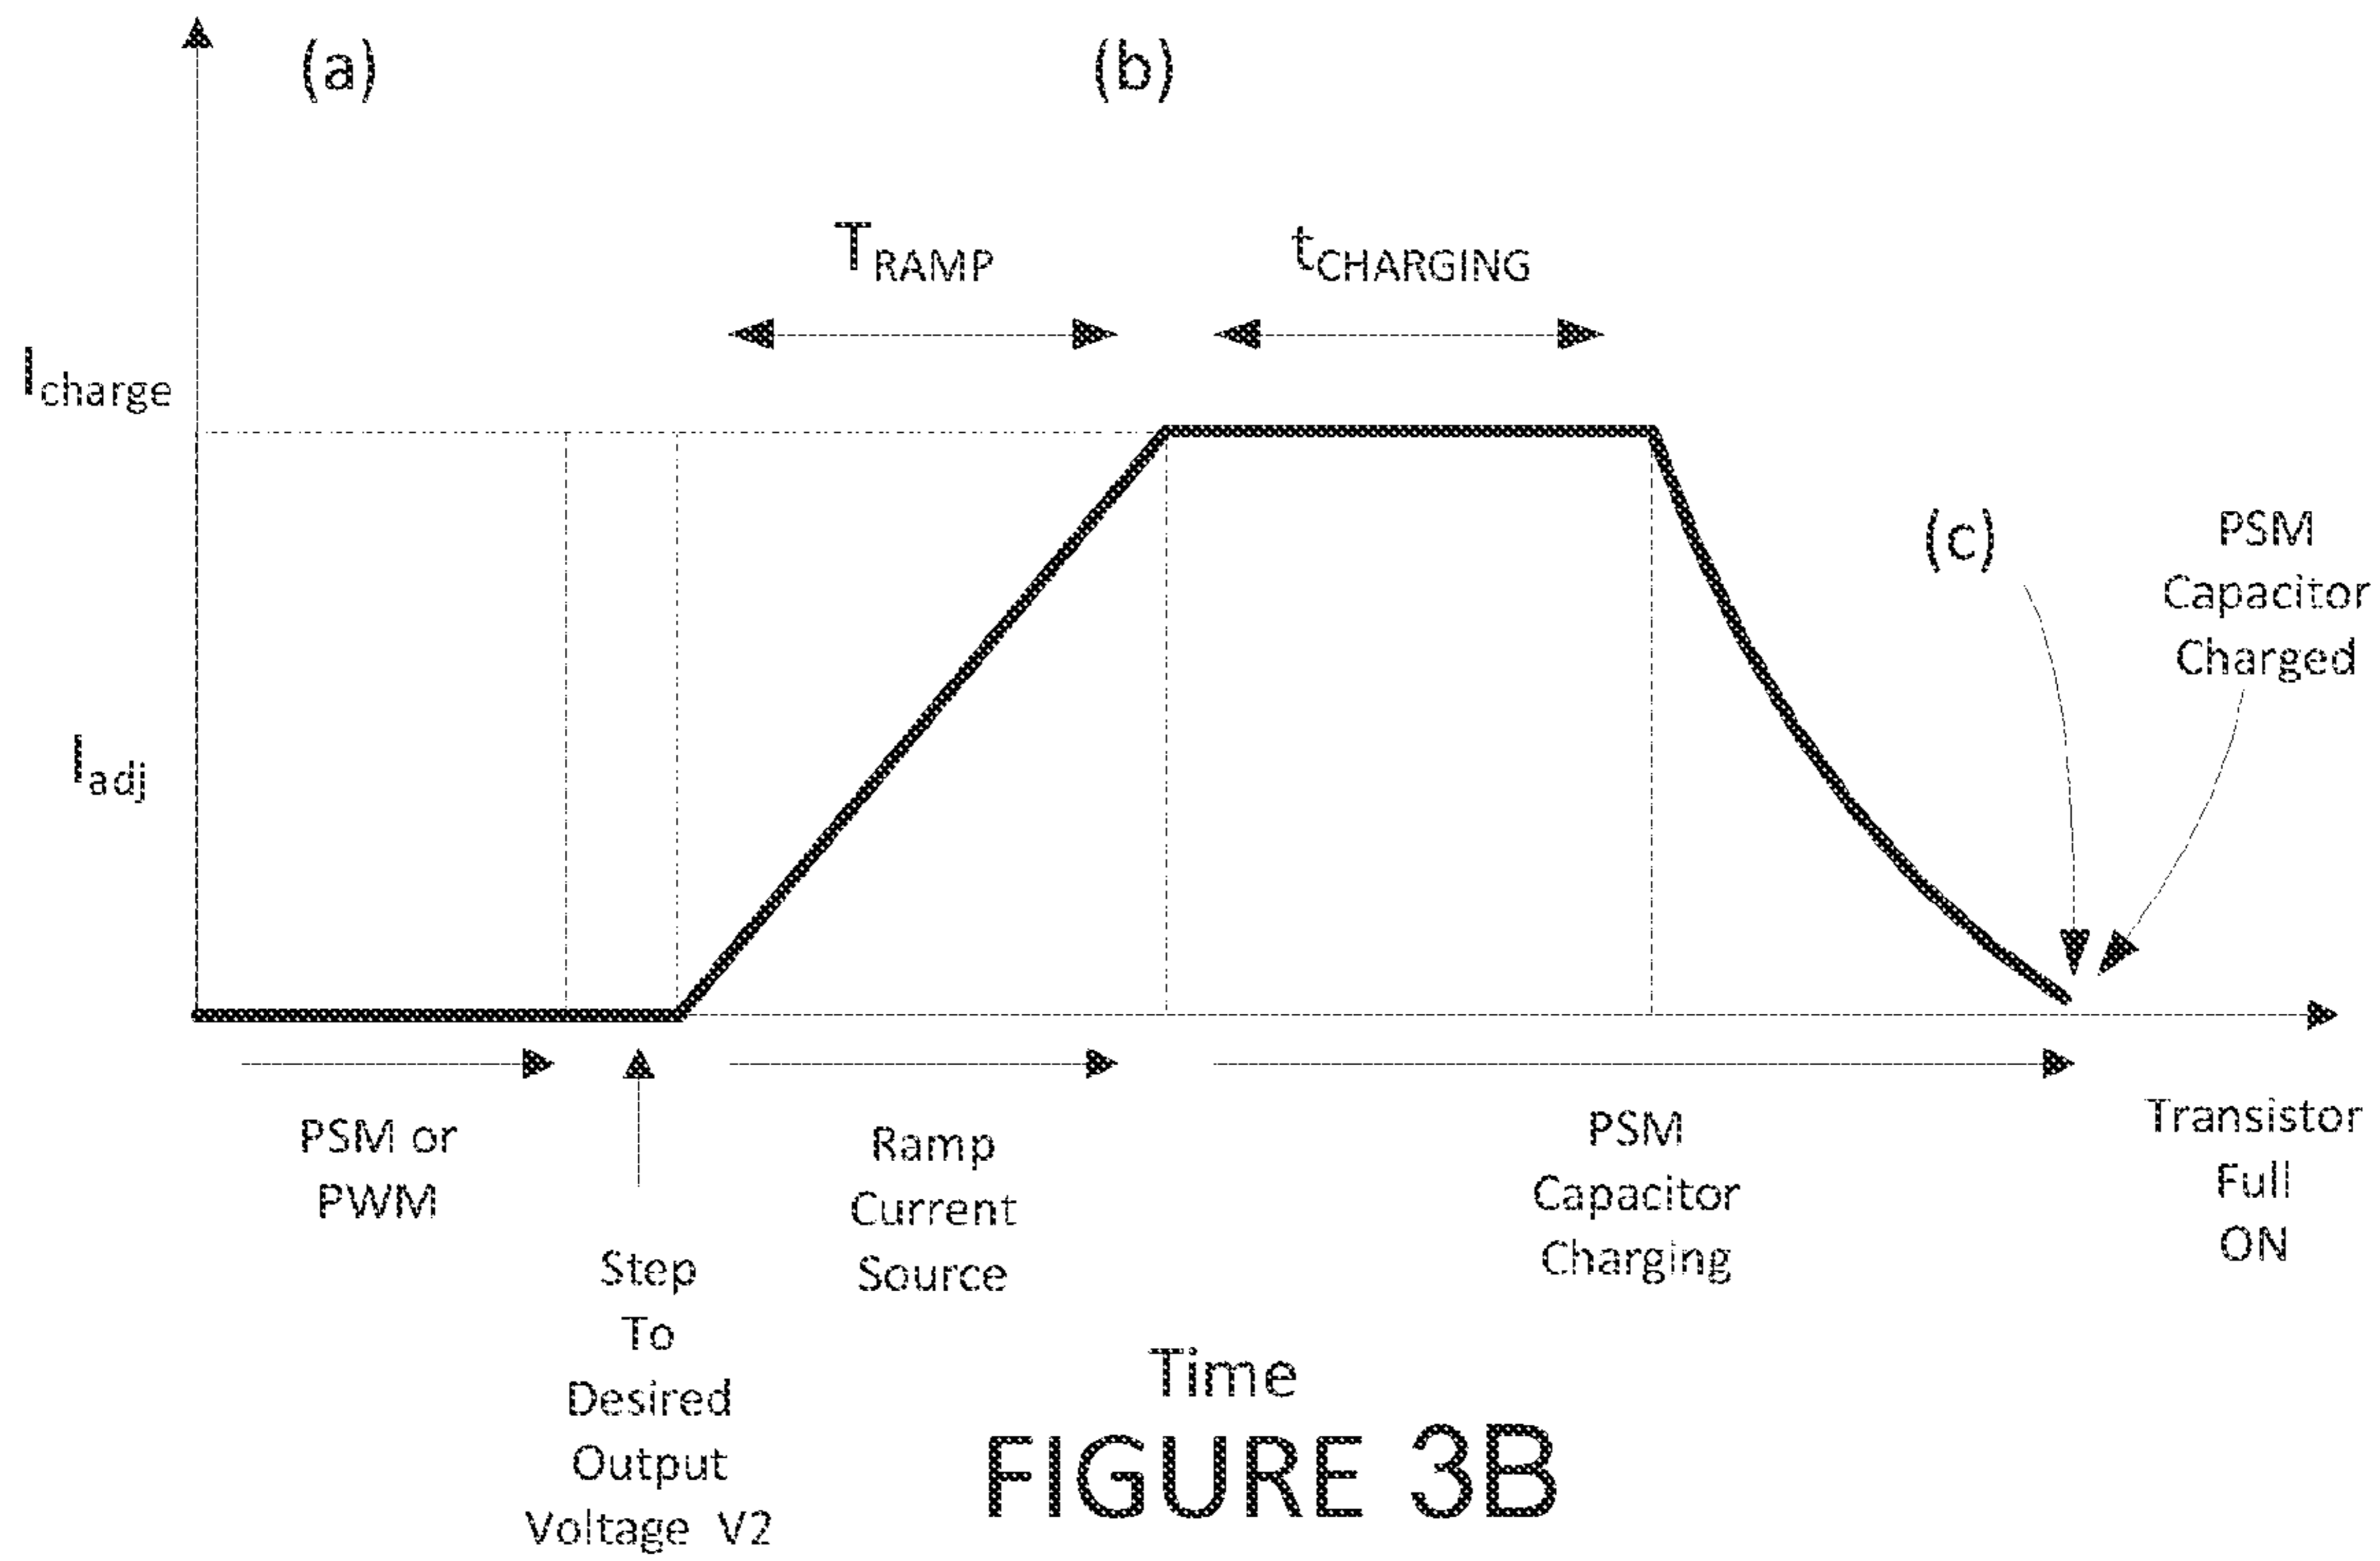 (a)
(b)
TRAMP
tCHARGING
Icharge
(c)
PSM
Capacitor
Charged
Iadj
PSM or
PWM
Step
To
Desired
Output
Voltage V2
Ramp
Current
Source
PSM
Capacitor
Charging
Transistor
Full
ON
Time
FIGURE 3B